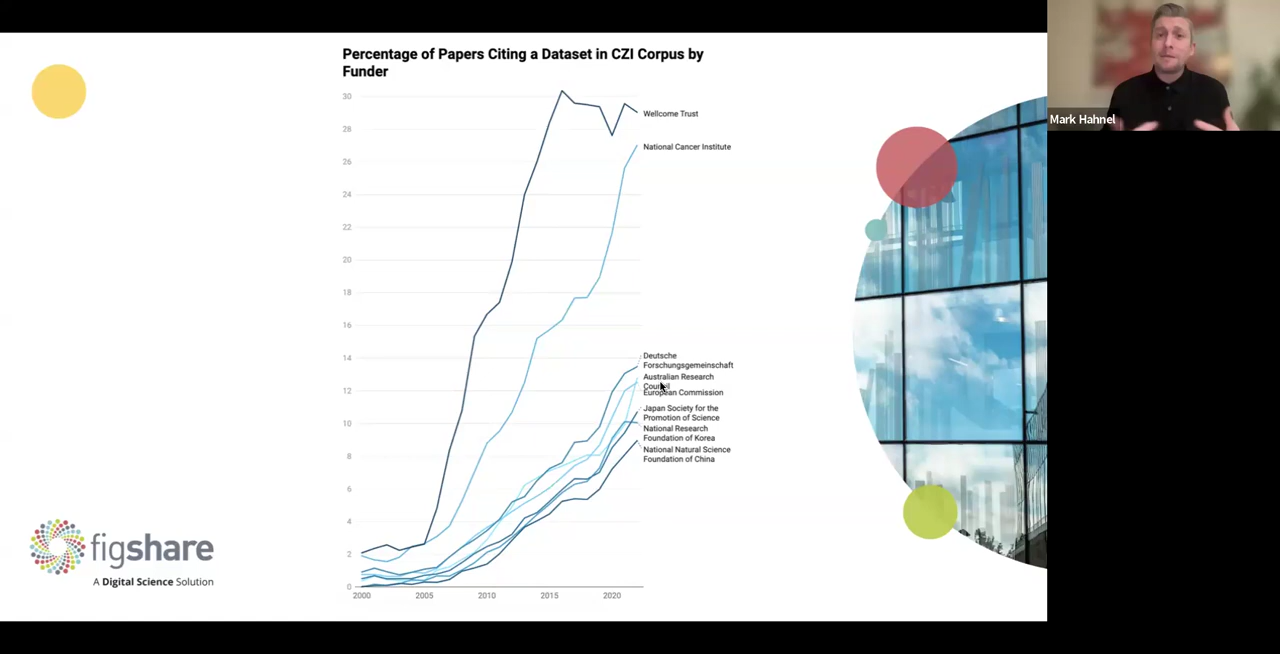 Percentage of Papers Citing a Dataset in CZI Corpus by
Funder
30
28
26
24
22
20
18
16
14
12
10
8
6
4
2
0
2000
2005
2010
2015
2020
Wellcome Trust
National Cancer Institute
Deutsche
Forschungsgemeinschaft
Australian Research
Council
European Commission
Japan Society for the
Promotion of Science
National Research
Foundation of Korea
National Natural Science
Foundation of China
figshare
A Digital Science Solution
Mark Hahnel